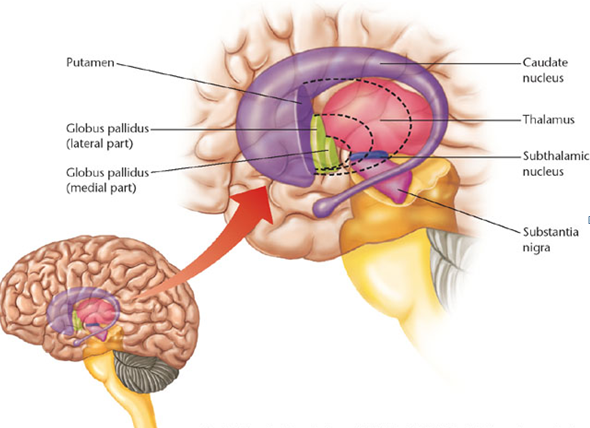 Putamen
Globus pallidus
(lateral part)
Globus pallidus
(medial part)
Caudate
nucleus
Thalamus
Subthalamic
nucleus
Substantia
nigra